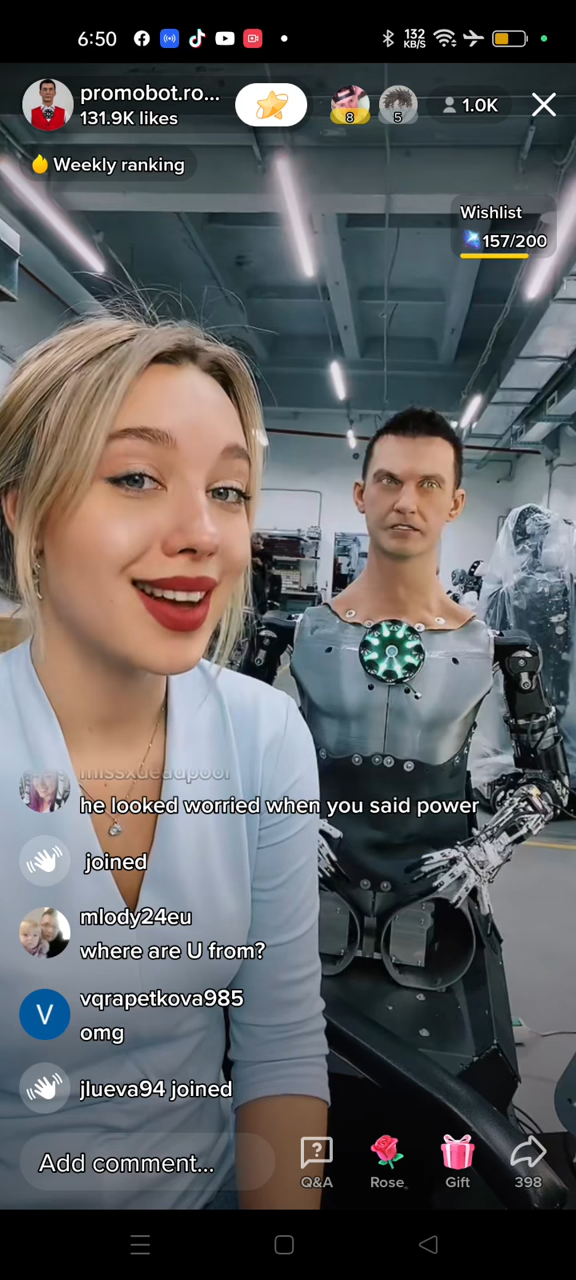 6:50
132
KB/S
promobot.ro...
131.9K likes
8
5
1.0K
Weekly ranking
Wishlist
157/200
missxdeadpool
he looked worried when you said power
joined
mlody24eu
where are U from?
V
vqrapetkova985
omg
jlueva94 joined
Add comment...
Q&A
Rose
Gift
398